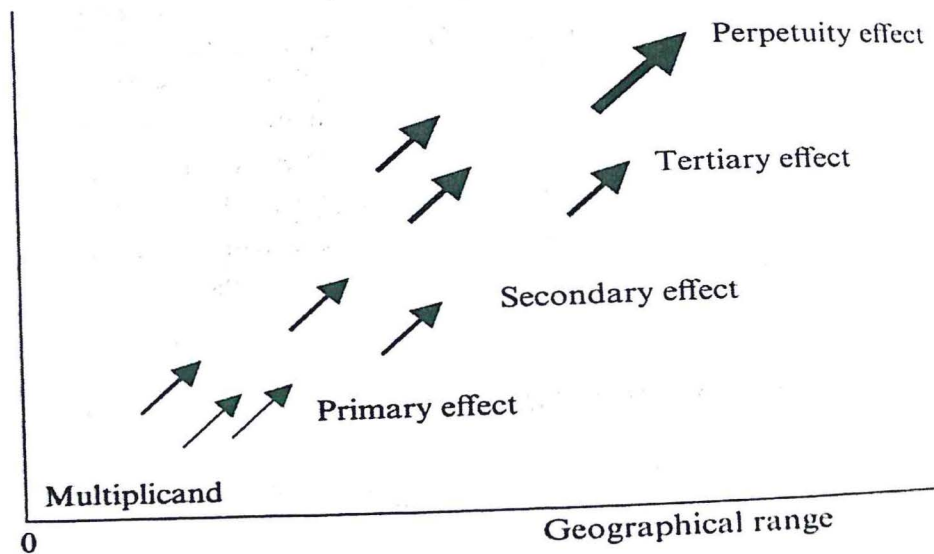 Perpetuity effect
Tertiary effect
Secondary effect
Primary effect
Multiplicand
Geographical range
0